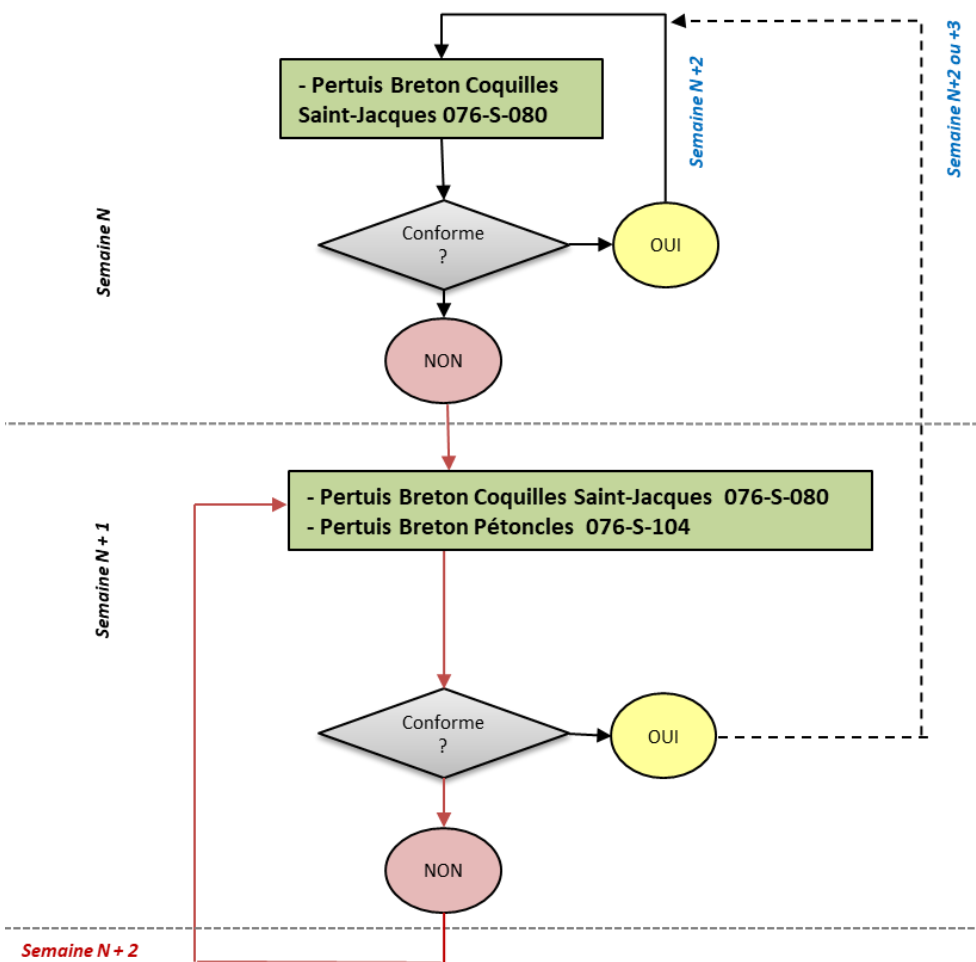 - Pertuis Breton Coquilles
Saint-Jacques 076-S-080
Semaine N +2
Semaine N+2 ou +3
Semaine N
Conforme
?
OUI
NON
- Pertuis Breton Coquilles Saint-Jacques 076-S-080
- Pertuis Breton Pétoncles 076-S-104
Semaine N + 1
Conforme
?
OUI
NON
Semaine N + 2